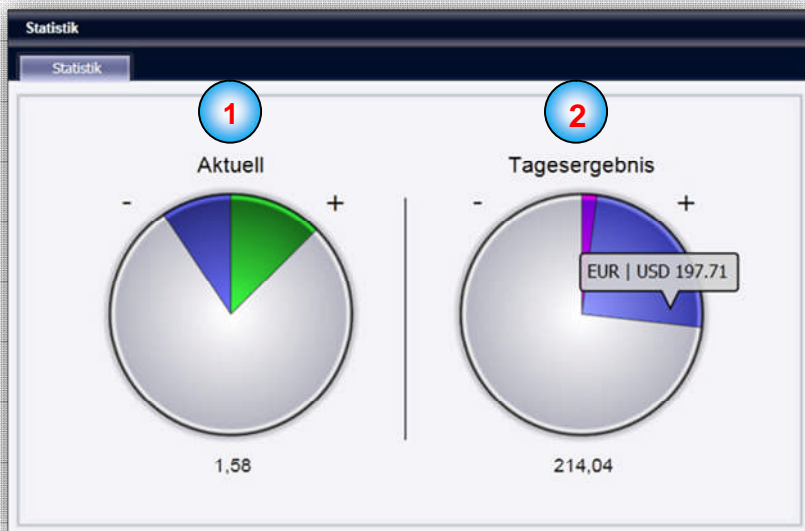 Statistik
Statistik
1
2
Aktuell
Tagesergebnis
- +
- +
EUR | USD 197.71
1,58
214,04